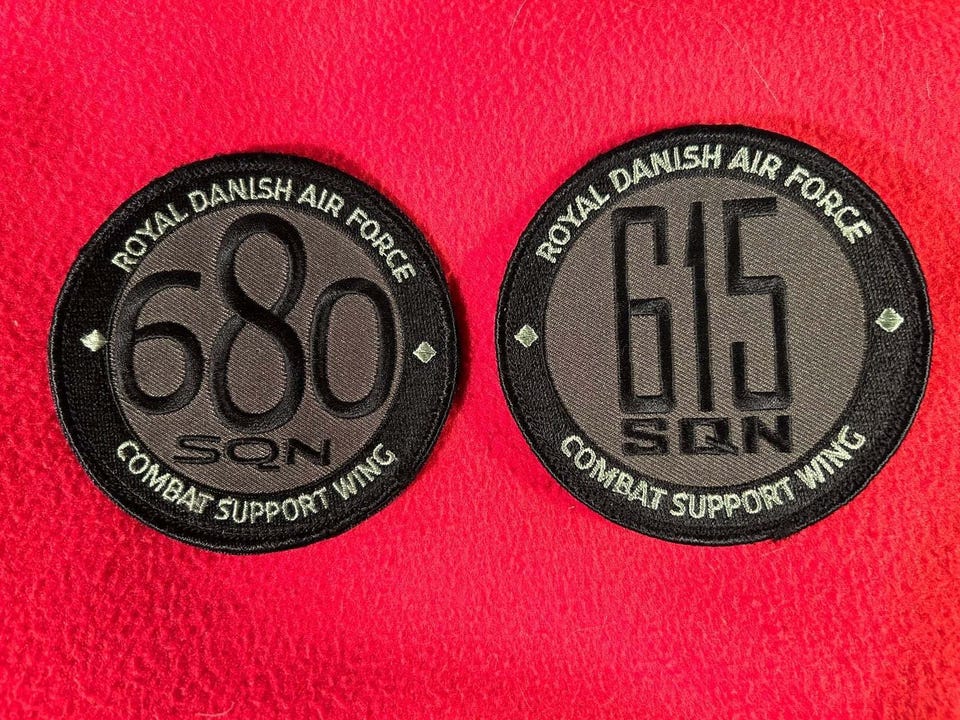 ROYAL DANISH AIR FORCE
680
SQN
COMBAT SUPPORT WING
ROYAL DANISH AIR FORCE
615
SQN
COMBAT SUPPORT WING